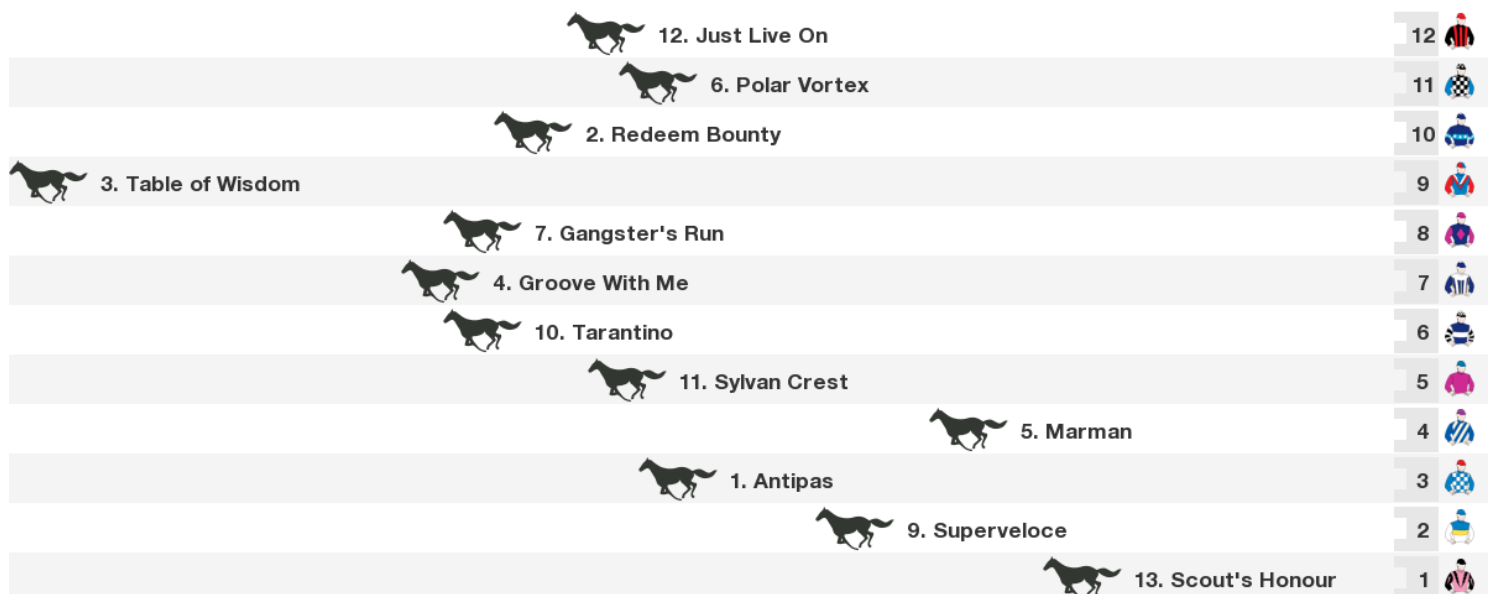 12. Just Live On 12
6. Polar Vortex 11
2. Redeem Bounty 10
3. Table of Wisdom 9
7. Gangster's Run 8
4. Groove With Me 7
10. Tarantino 6
11. Sylvan Crest 5
5. Marman 4
1. Antipas 3
9. Superveloce 2
13. Scout's Honour 1